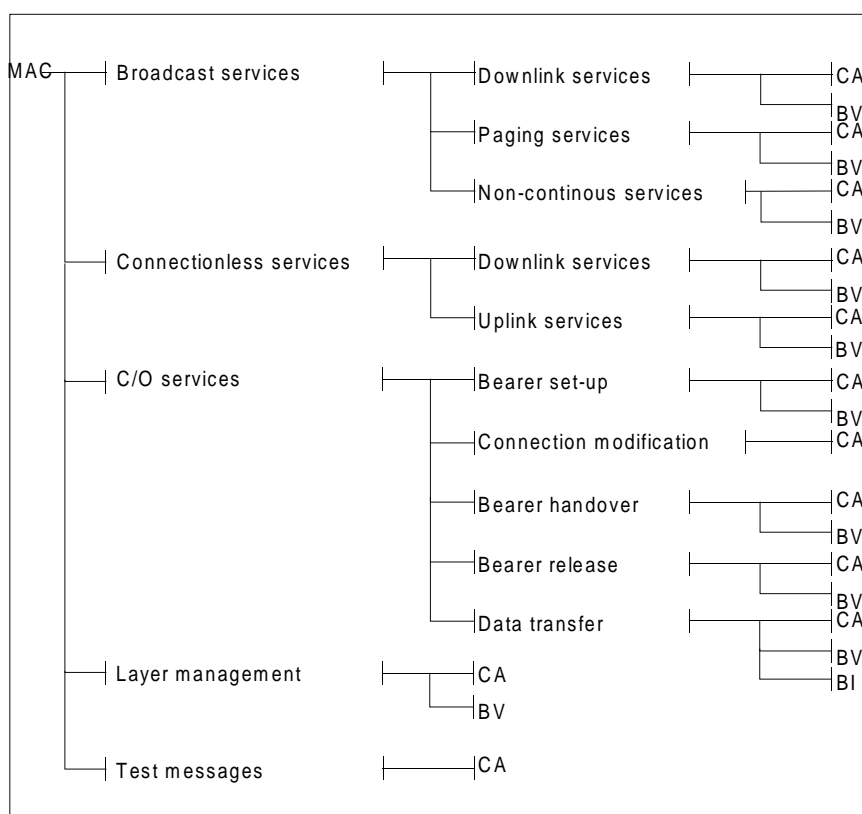 MAC Broadcast services Downlink services CA
BV
Paging services CA
BV
Non-continous services CA
BV
Connectionless services Downlink services CA
BV
Uplink services CA
BV
C/O services Bearer set-up CA
BV
Connection modification CA
Bearer handover CA
BV
Bearer release CA
BV
Data transfer CA
BV
BI
Layer management CA
BV
Test messages CA